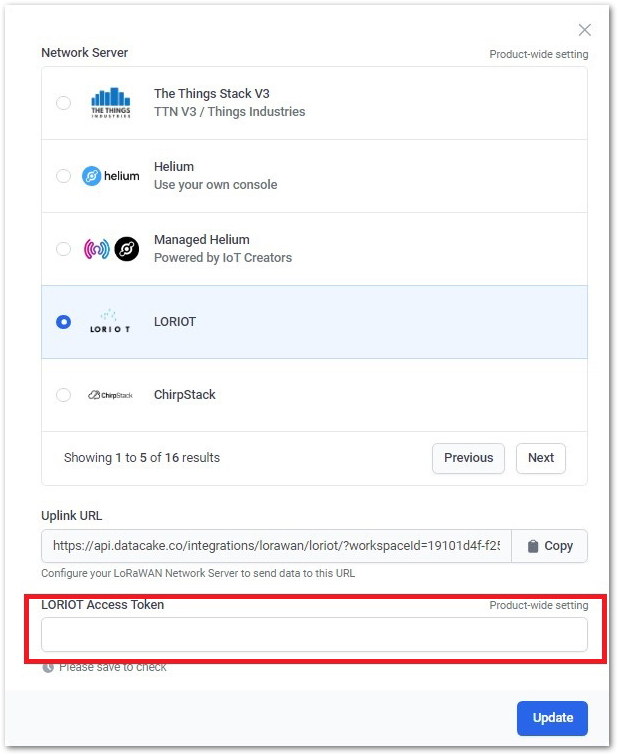 Network Server
Product-wide setting
THE THINGS
INDUSTRIES
The Things Stack V3
TTN V3 / Things Industries
helium
Helium
Use your own console
Managed Helium
Powered by IoT Creators
LORIOT
LORIOT
ChirpStack
ChirpStack
Showing 1 to 5 of 16 results
Previous
Next
Uplink URL
https://api.datacake.co/integrations/lorawan/loriot/?workspaceId=19101d4f-f25
Copy
Configure your LoRaWAN Network Server to send data to this URL
LORIOT Access Token
Product-wide setting
Please save to check
Update